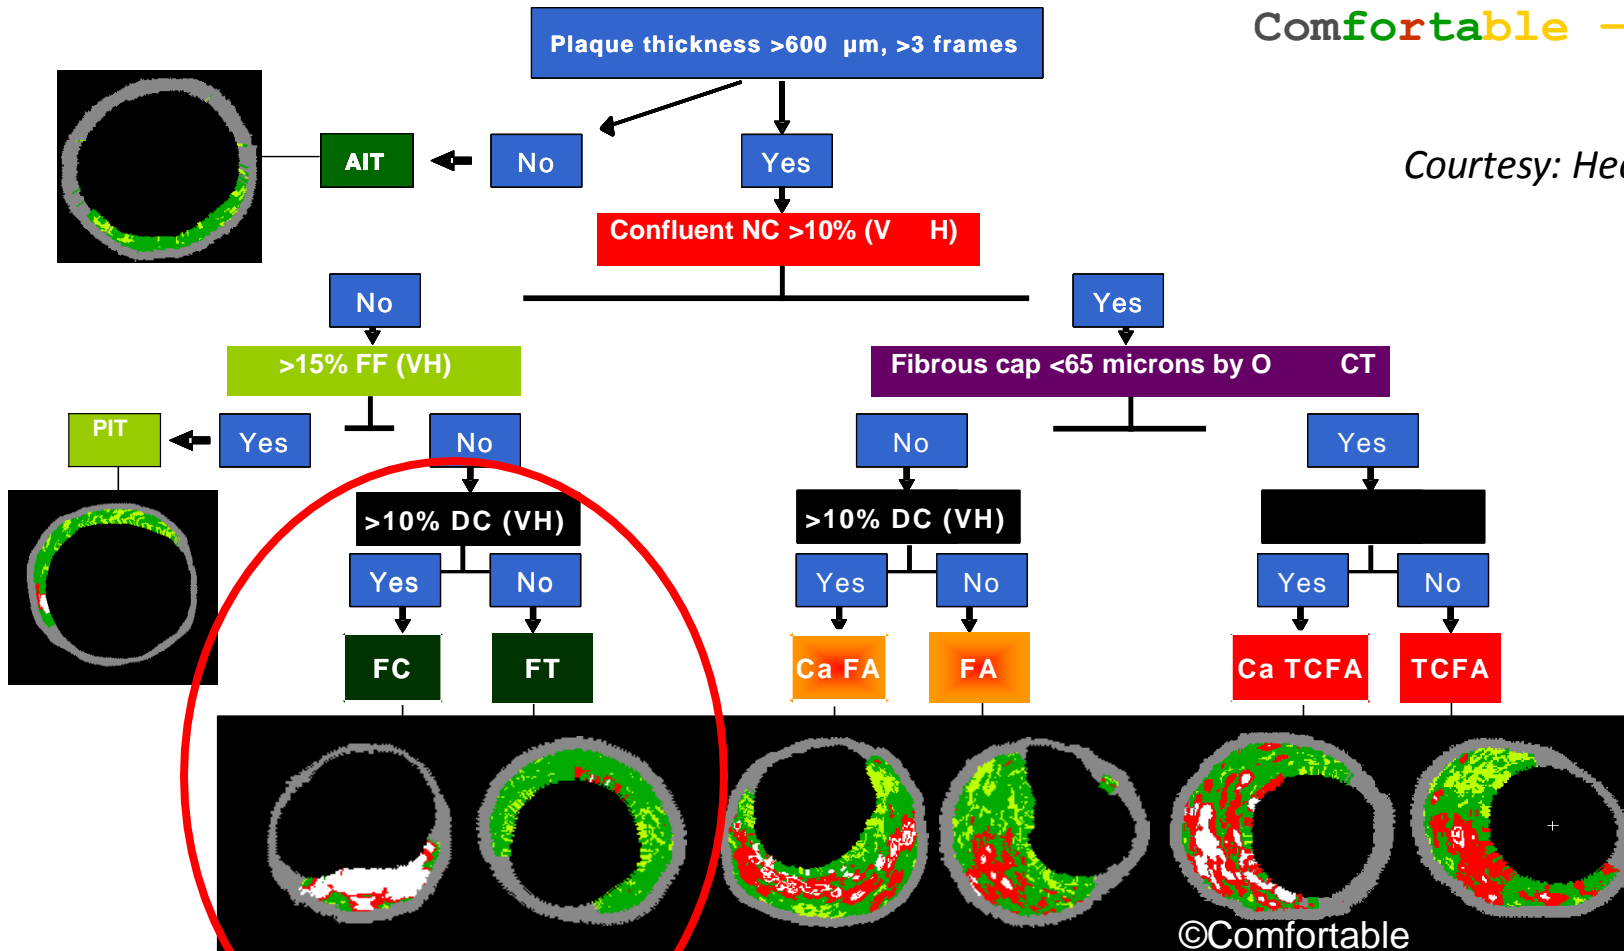 Comfortable –
Plaque thickness >600 µm, >3 frames
Courtesy:
AIT
No
Yes
Confluent NC >10% (V H)
No
Yes
>15% FF (VH)
Fibrous cap <65 microns by O CT
PIT
Yes
No
No
Yes
>10% DC (VH)
>10% DC (VH)
Yes
No
Yes
No
Yes
No
FC
FT
Ca FA
FA
Ca TCFA
TCFA
©Comfortable